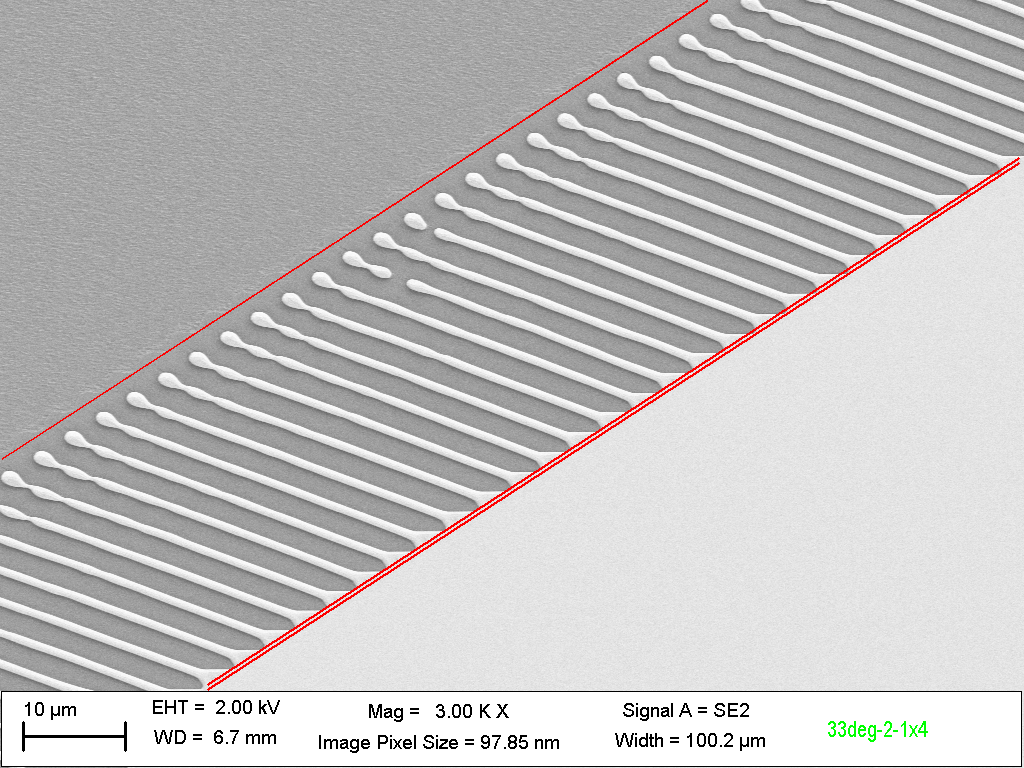 10 µm
EHT = 2.00 kV
WD = 6.7 mm
Mag = 3.00 K X
Image Pixel Size = 97.85 nm
Signal A = SE2
Width = 100.2 µm
33deg-2-1x4